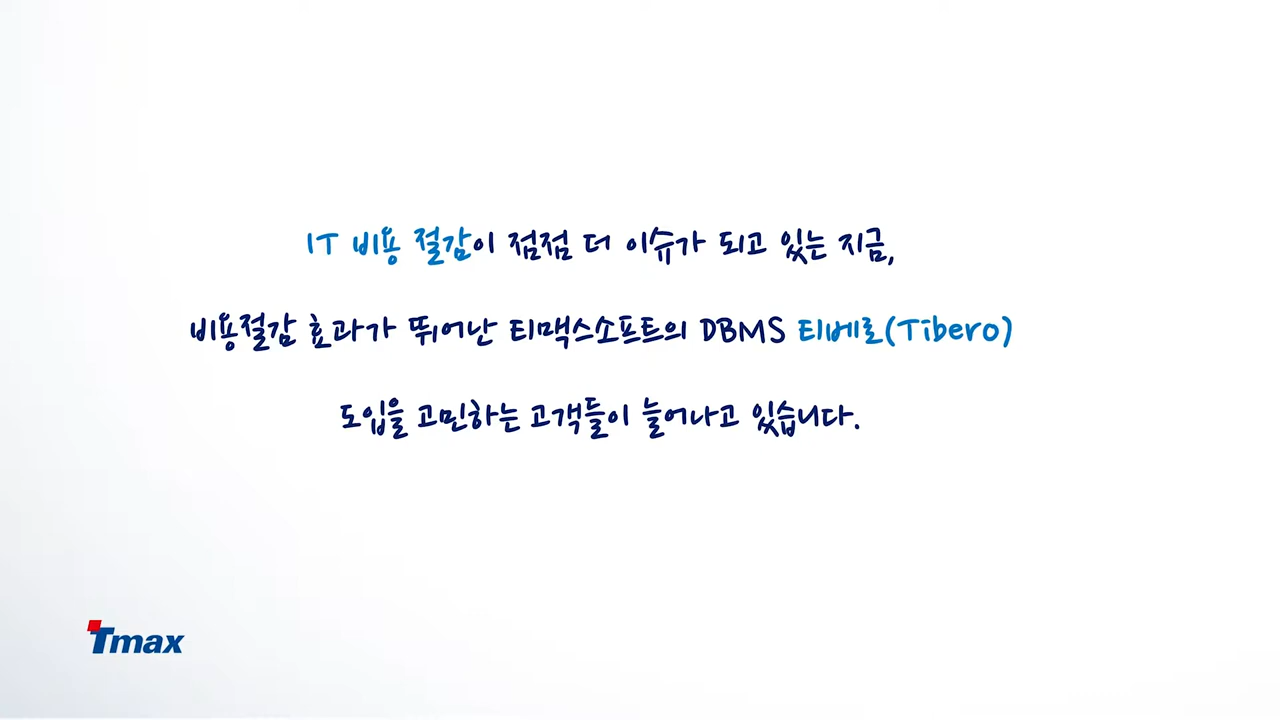 IT 비용 절감이 점점 더 이슈가 되고 있는 지금,
비용절감 효과가 뛰어난 티맥스소프트의 DBMS 티베로(Tibero)
도입을 고민하는 고객들이 늘어나고 있습니다.
Tmax